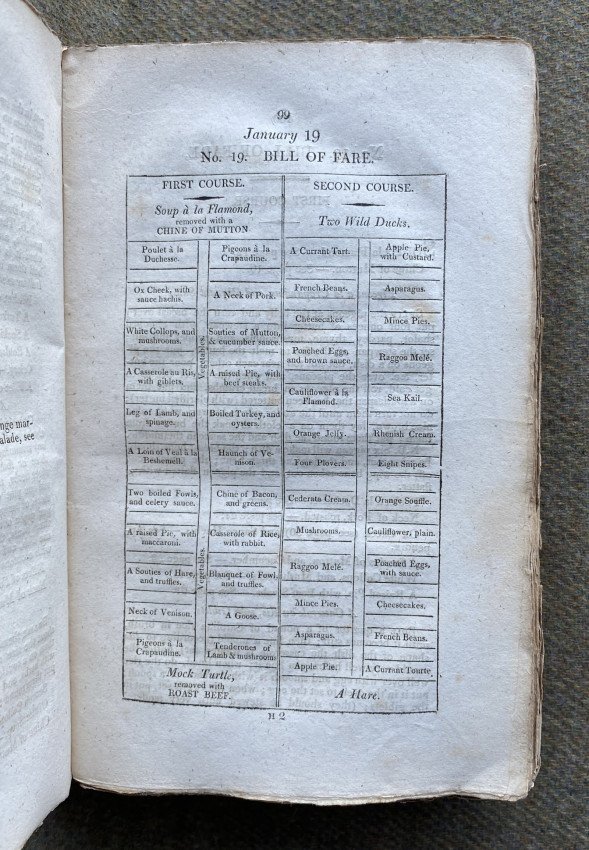 99
January 19
No. 19. BILL OF FARE.
FIRST COURSE.
Soup à la Flamond,
removed with a
CHINE OF MUTTON
Poulet à la
Duchesse.
Ox Cheek, with
sauce hachis.
White Collops, and
mushrooms.
A Casserole au Ris,
with giblets.
Leg of Lamb, and
spinage.
A Loin of Veal à la
Beshemell.
Two boiled Fowls,
and celery sauce.
A raised Pie, with
maccaroni.
A Souties of Hare,
and truffles.
Neck of Venison.
Pigeons à la
Crapaudine.
Vegetables.
Vegetables.
Pigeons à la
Crapaudine.
A Neck of Pork.
Souties of Mutton,
& cucumber sauce.
A raised Pie, with
beef steaks.
Boiled Turkey, and
oysters.
Haunch of Ve-
nison.
Chine of Bacon,
and greens.
Casserole of Rice,
with rabbit.
Blanquet of Fowl
and truffles.
A Goose.
Tenderones of
Lamb & mushroom
Mock Turtle,
removed with
ROAST BEEF.
SECOND COURSE.
Two Wild Ducks.
A Currant Tart.
French Beans.
Cheesecakes.
Poached Eggs,
and brown sauce.
Cauliflower à la
Flamond.
Orange Jelly.
Four Plovers.
Cederata Cream.
Mushrooms.
Raggoo Melé.
Mince Pies.
Asparagus.
Apple Pie.
Apple Pie,
with Custard.
Asparagus.
Mince Pies.
Raggoo Melé.
Sea Kail.
Rhenish Cream.
Eight Snipes.
Orange Souffle.
Cauliflower, plain.
Poached Eggs,
with sauce.
Cheesecakes.
French Beans.
A Currant Tourte
A Hare.
H 2
nge mar-
alade, see